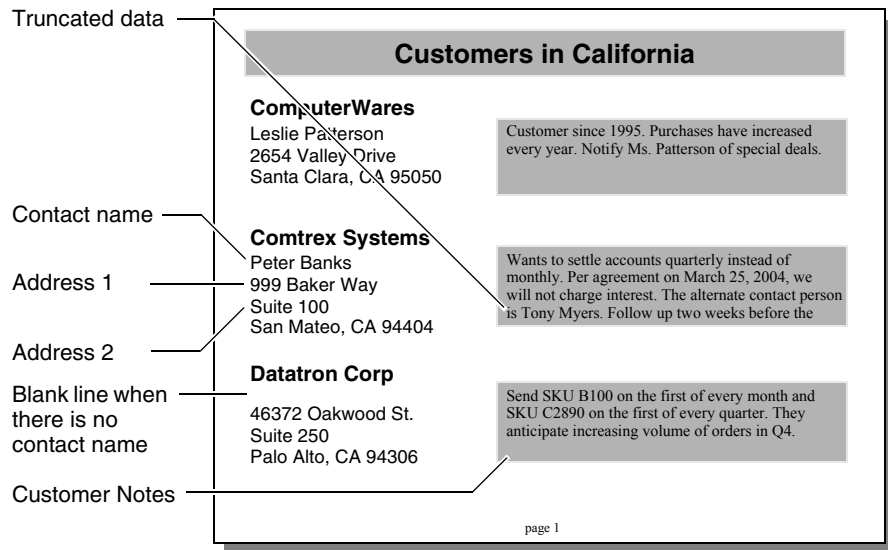 Truncated data
Customers in California
ComputerWares
Leslie Patterson
2654 Valley Drive
Santa Clara, CA 95050
Customer since 1995. Purchases have increased
every year. Notify Ms. Patterson of special deals.
Contact name
Address 1
Address 2
Comtrex Systems
Peter Banks
999 Baker Way
Suite 100
San Mateo, CA 94404
Wants to settle accounts quarterly instead of
monthly. Per agreement on March 25, 2004, we
will not charge interest. The alternate contact person
is Tony Myers. Follow up two weeks before the
Blank line when
there is no
contact name
Datatron Corp
46372 Oakwood St.
Suite 250
Palo Alto, CA 94306
Send SKU B100 on the first of every month and
SKU C2890 on the first of every quarter. They
anticipate increasing volume of orders in Q4.
Customer Notes
page 1